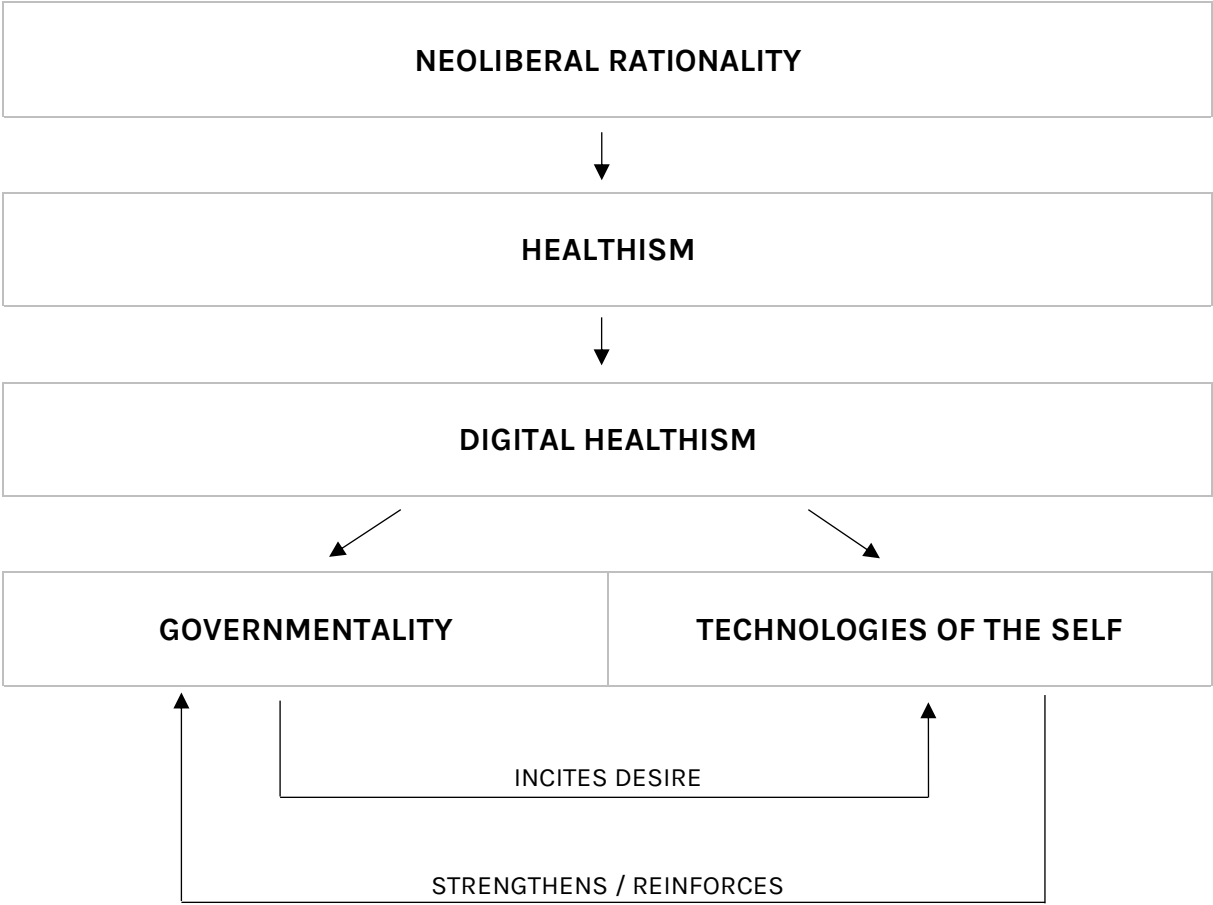 NEOLIBERAL RATIONALITY
HEALTHISM
DIGITAL HEALTHISM
GOVERNMENTALITY
TECHNOLOGIES OF THE SELF
INCITES DESIRE
STRENGTHENS / REINFORCES